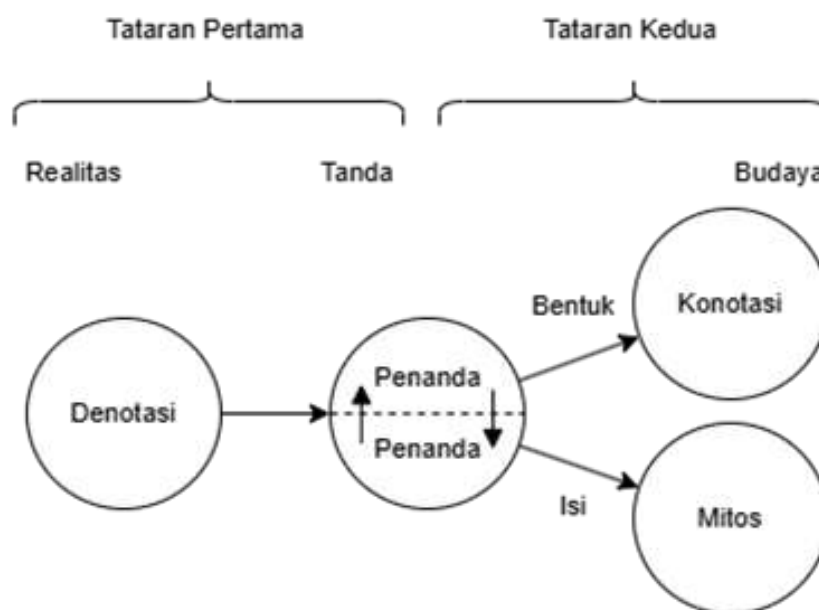 Tataran Pertama
Tataran Kedua
Realitas
Tanda
Budaya
Denotasi
Penanda
Penanda
Bentuk
Isi
Konotasi
Mitos